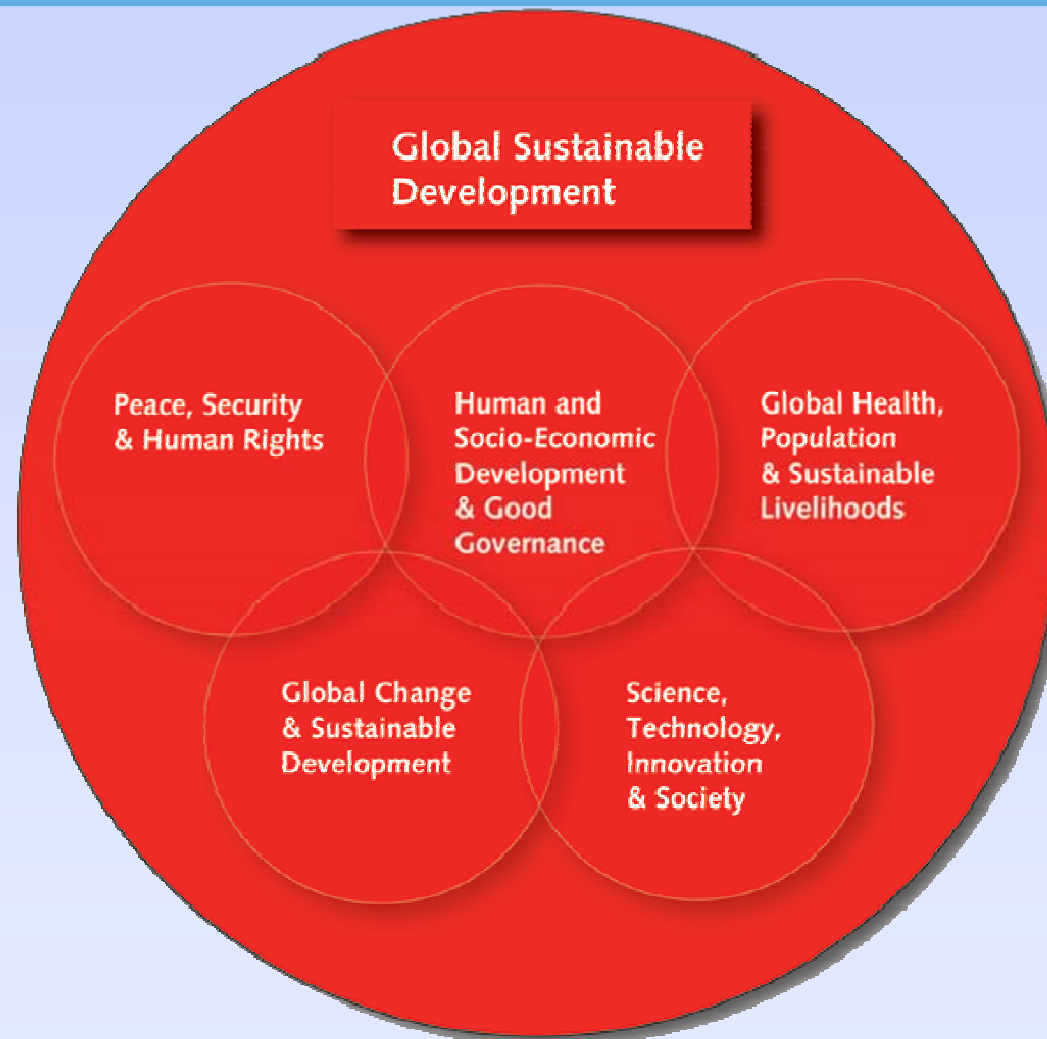 Global Sustainable
Development
Peace, Security
& Human Rights
Human and
Socio-Economic
Development
& Good
Governance
Global Health,
Population
& Sustainable
Livelihoods
Global Change
& Sustainable
Development
Science,
Technology,
Innovation
& Society